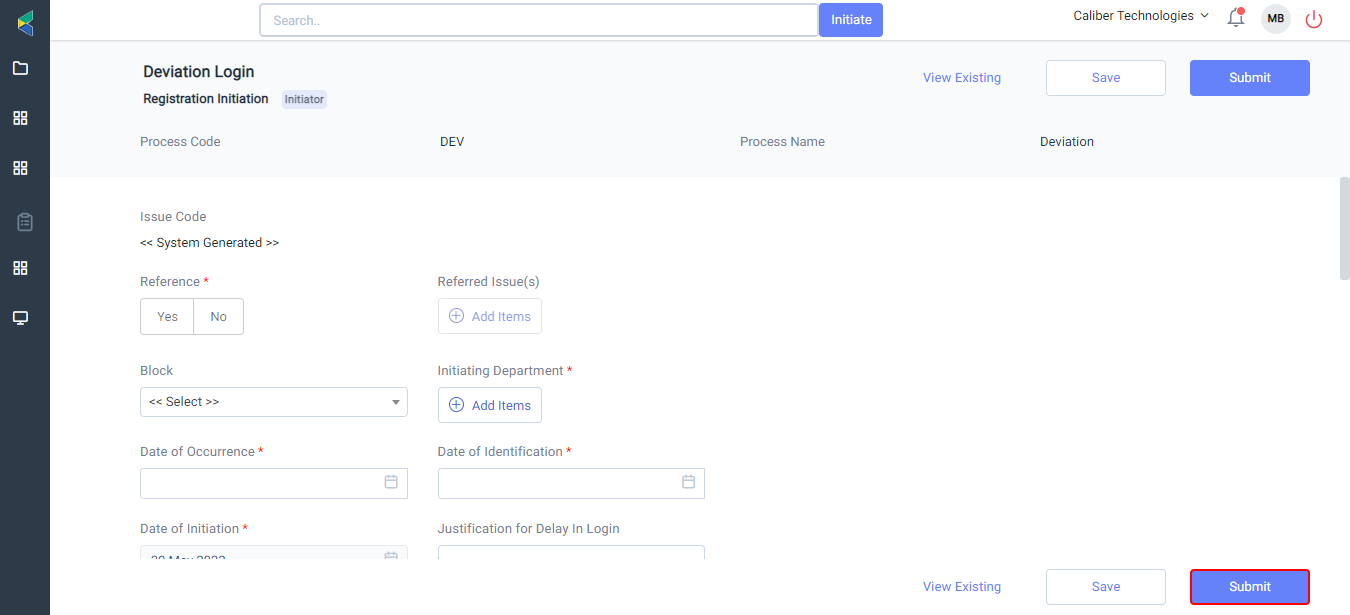 Search..
Initiate
Caliber Technologies
MB
Deviation Login
View Existing
Save
Submit
Registration Initiation Initiator
Process Code DEV Process Name Deviation
Issue Code
<< System Generated >>
Reference * Referred Issue(s)
Yes No Add Items
Block Initiating Department *
<< Select >> Add Items
Date of Occurrence * Date of Identification *
Date of Initiation * Justification for Delay In Login
View Existing
Save
Submit